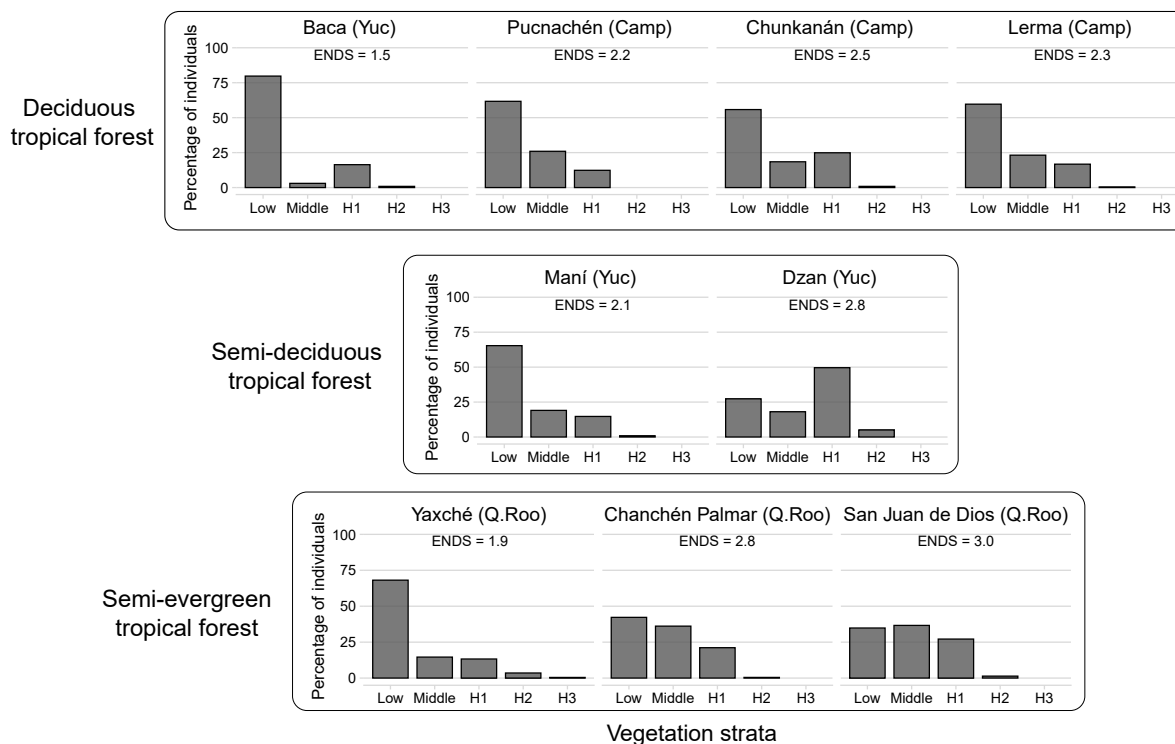 Baca (Yuc)
ENDS = 1.5
Pucnachén (Camp)
ENDS = 2.2
Chunkanán (Camp)
ENDS = 2.5
Lerma (Camp)
ENDS = 2.3
Deciduous
tropical forest
Percentage of individuals
100
75
50
25
0
Low Middle H1 H2 H3
Low Middle H1 H2 H3
Low Middle H1 H2 H3
Low Middle H1 H2 H3
Maní (Yuc)
ENDS = 2.1
Dzan (Yuc)
ENDS = 2.8
Semi-deciduous
tropical forest
Percentage of individuals
100
75
50
25
0
Low Middle H1 H2 H3
Low Middle H1 H2 H3
Yaxché (Q.Roo)
ENDS = 1.9
Chanchén Palmar (Q.Roo)
ENDS = 2.8
San Juan de Dios (Q.Roo)
ENDS = 3.0
Semi-evergreen
tropical forest
Percentage of individuals
100
75
50
25
0
Low Middle H1 H2 H3
Low Middle H1 H2 H3
Low Middle H1 H2 H3
Vegetation strata